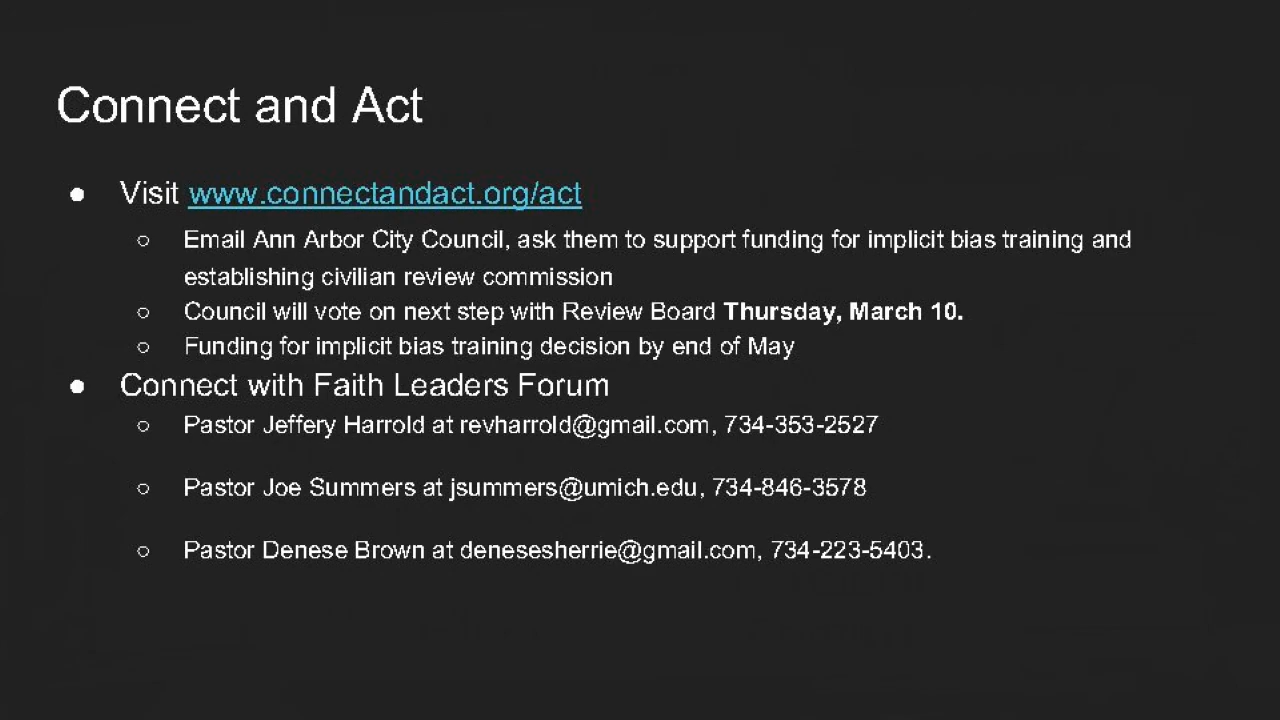 Connect and Act
● Visit www.connectandact.org/act
○ Email Ann Arbor City Council, ask them to support funding for implicit bias training and
establishing civilian review commission
○ Council will vote on next step with Review Board Thursday, March 10.
○ Funding for implicit bias training decision by end of May
● Connect with Faith Leaders Forum
○ Pastor Jeffery Harrold at revharrold@gmail.com, 734-353-2527
○ Pastor Joe Summers at jsummers@umich.edu, 734-846-3578
○ Pastor Denese Brown at denesesherrie@gmail.com, 734-223-5403.